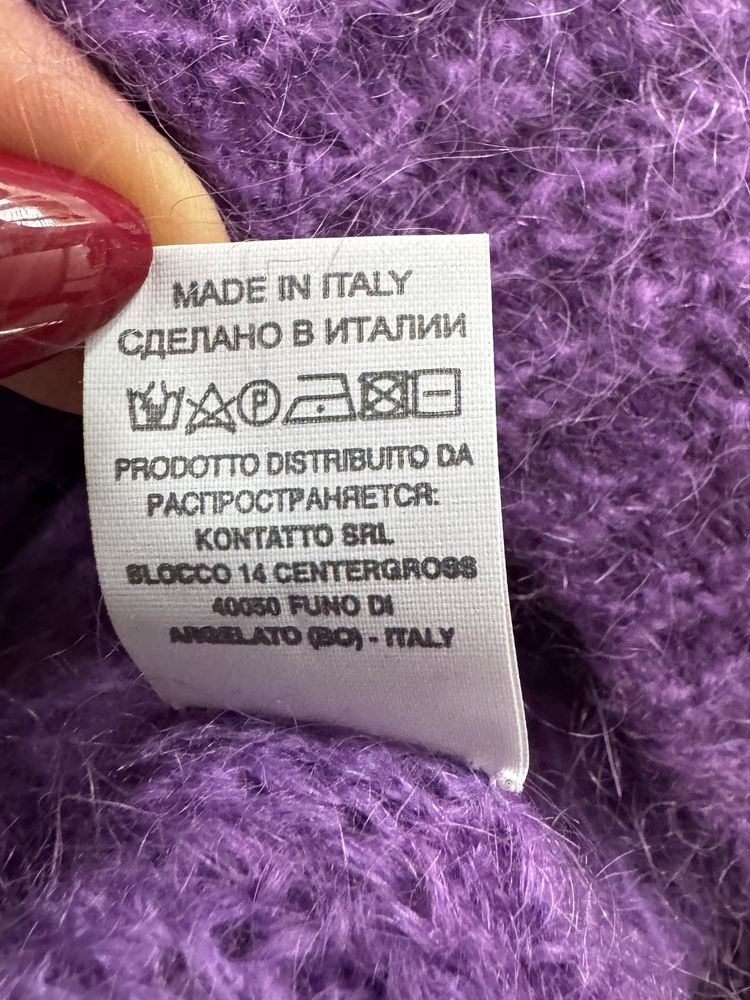 MADE IN ITALY
СДЕЛАНО В ИТАЛИИ
P
PRODOTTO DISTRIBUITO DA
РАСПРОСТРАНЯЕТСЯ:
KONTATTO SRL
BLOCCO 14 CENTERGROSS
40050 FUNO DI
ARGELATO (BO) - ITALY